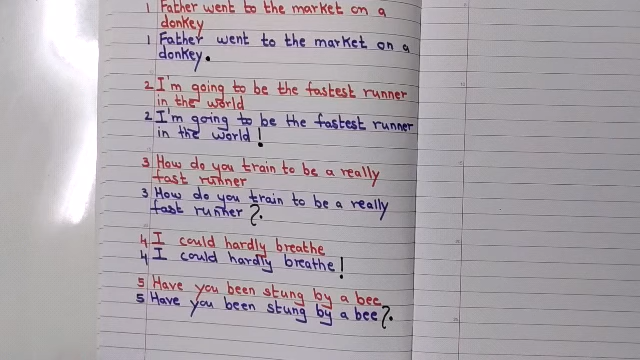 1 Father went to the market on a
donkey
1 Father went to the market on a
donkey.
2 I'm going to be the fastest runner
in the world
2 I'm going to be the fastest runner
in the world!
3 How do you train to be a really
fast runner
3 How do you train to be a really
fast runner?
4 I could hardly breathe
4 I could hardly breathe!
5 Have you been stung by a bee
5 Have you been stung by a bee?